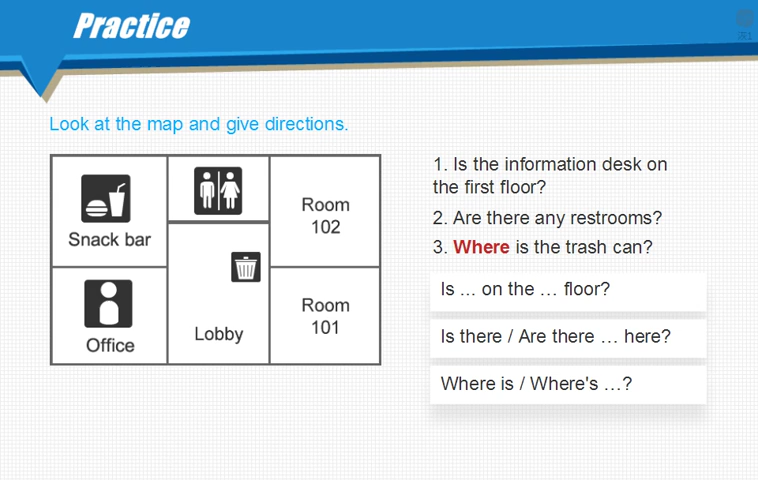 Practice
Look at the map and give directions.
Snack bar
Room
102
Office
Lobby
Room
101
1. Is the information desk on
the first floor?
2. Are there any restrooms?
3. Where is the trash can?
Is ... on the ... floor?
Is there / Are there ... here?
Where is / Where's ...?